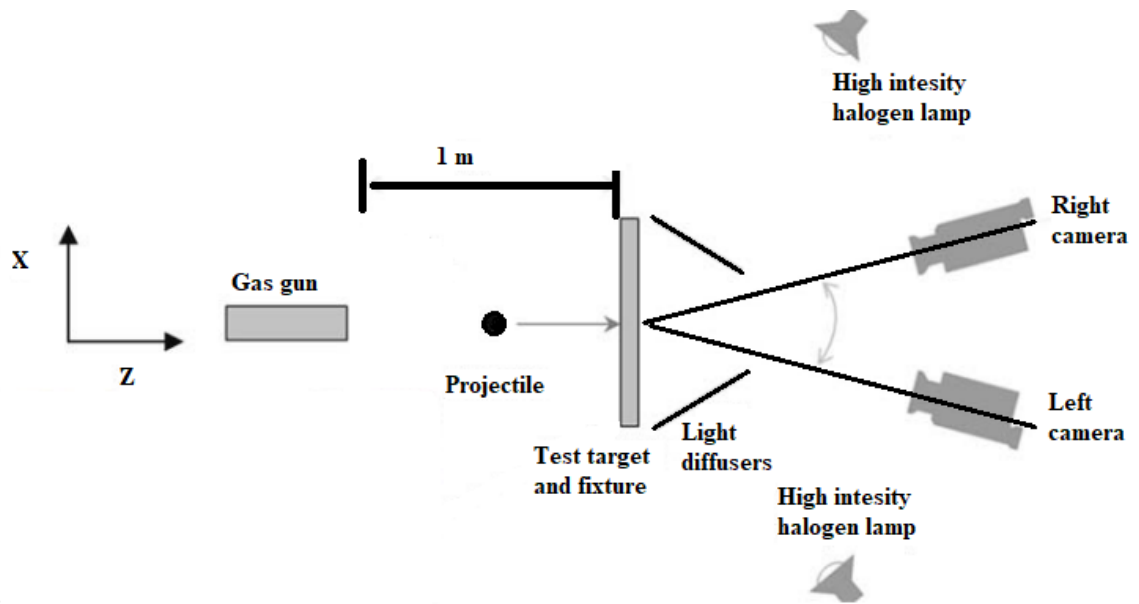 High intesity
halogen lamp
1 m
Right
camera
X
Gas gun
Z
Projectile
Left
camera
Light
diffusers
Test target
and fixture
High intesity
halogen lamp